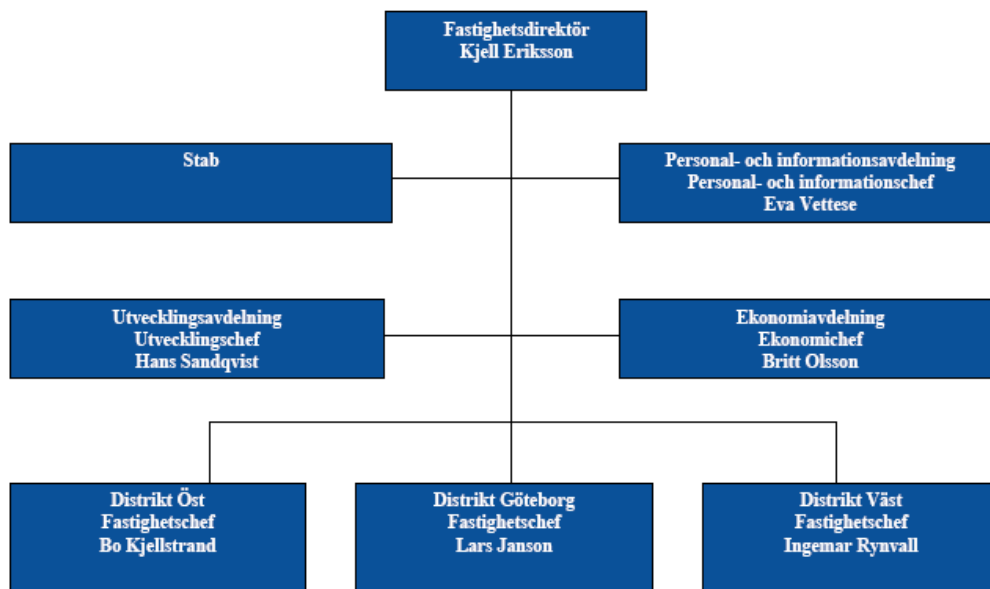 Fastighetsdirektör
Kjell Eriksson
Stab
Personal- och informationsavdelning
Personal- och informationschef
Eva Vettese
Utvecklingsavdelning
Utvecklingschef
Hans Sandqvist
Ekonomiavdelning
Ekonomichef
Britt Olsson
Distrikt Öst
Fastighetschef
Bo Kjellstrand
Distrikt Göteborg
Fastighetschef
Lars Janson
Distrikt Väst
Fastighetschef
Ingemar Rynvall